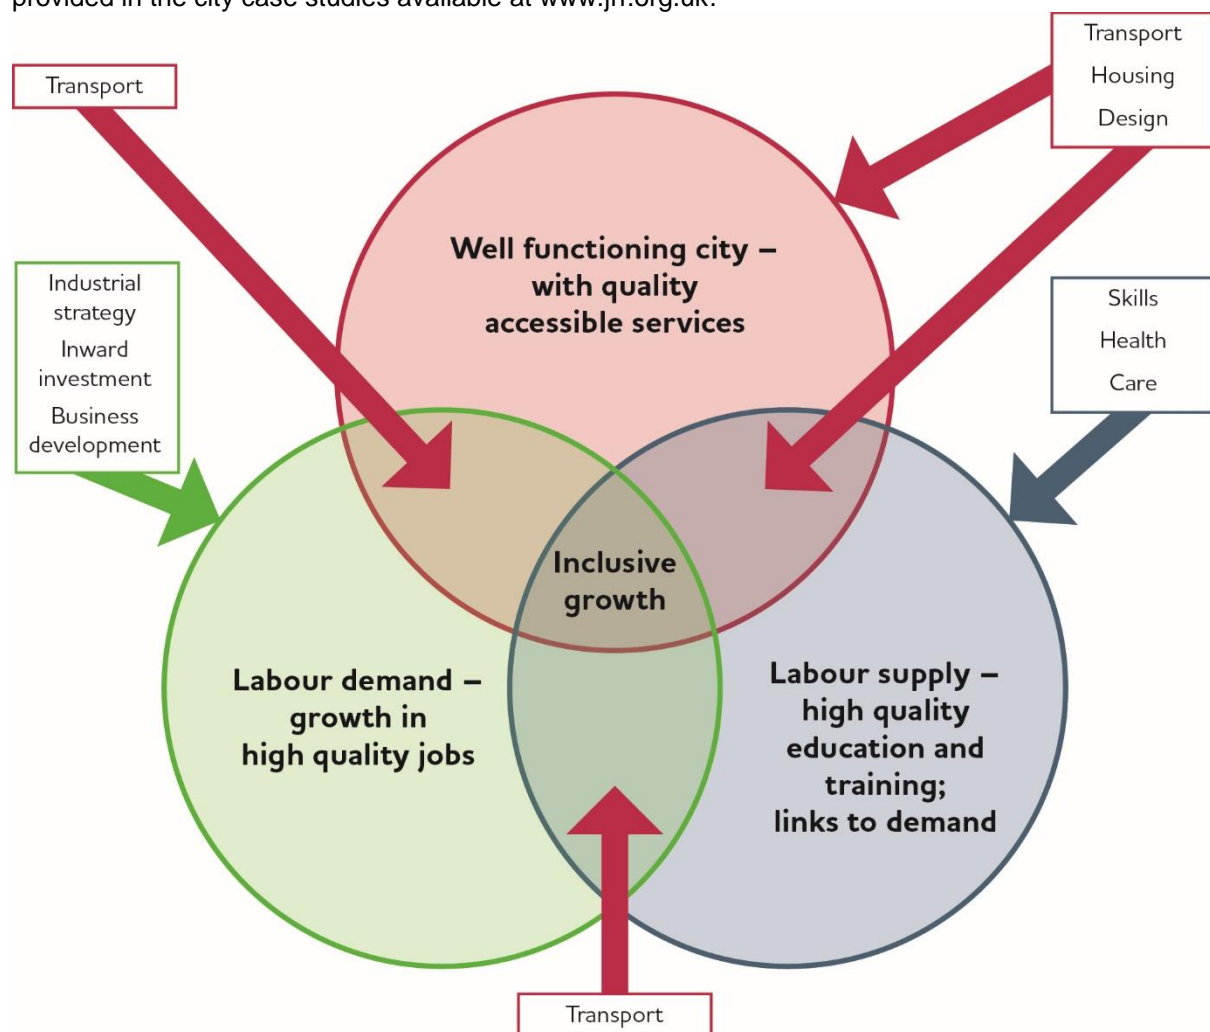 provided in the city case studies available at www.jrf.org.uk.
Transport
Transport
Housing
Design
Well functioning city –
with quality
accessible services
Industrial
strategy
Inward
investment
Business
development
Skills
Health
Care
Inclusive
growth
Labour demand –
growth in
high quality jobs
Labour supply –
high quality
education and
training;
links to demand
Transport